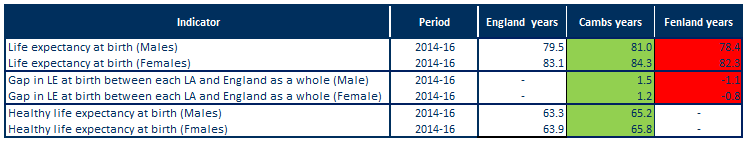 Indicator Period England years Cambs years Fenland years
Life expectancy at birth (Males) 2014-16 79.5 81.0 78.4
Life expectancy at birth (Females) 2014-16 83.1 84.3 82.3
Gap in LE at birth between each LA and England as a whole (Male) 2014-16 - 1.5 -1.1
Gap in LE at birth between each LA and England as a whole (Female) 2014-16 - 1.2 -0.8
Healthy life expectancy at birth (Males) 2014-16 63.3 65.2 -
Healthy life expectancy at birth (Fmales) 2014-16 63.9 65.8 -